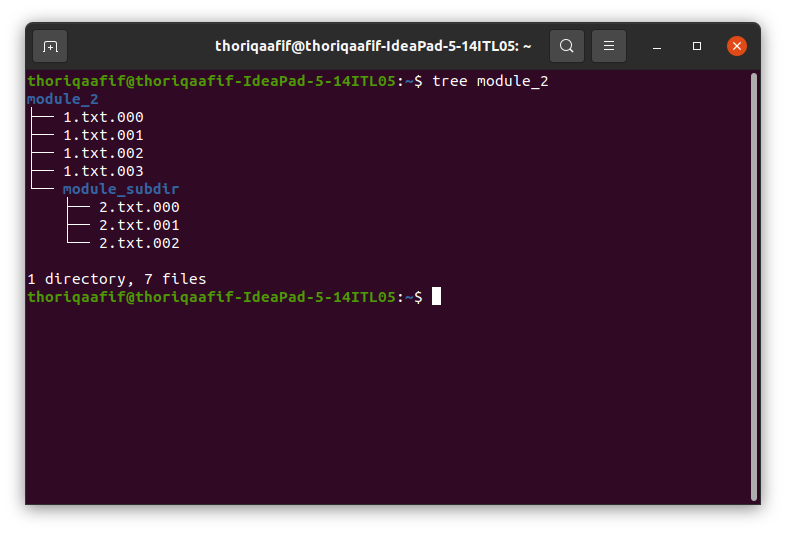 thoriqaafif@thoriqaafif-IdeaPad-5-14ITL05: ~
thoriqaafif@thoriqaafif-IdeaPad-5-14ITL05:~$ tree module_2
module_2
├── 1.txt.000
├── 1.txt.001
├── 1.txt.002
├── 1.txt.003
└── module_subdir
    ├── 2.txt.000
    ├── 2.txt.001
    └── 2.txt.002
1 directory, 7 files
thoriqaafif@thoriqaafif-IdeaPad-5-14ITL05:~$